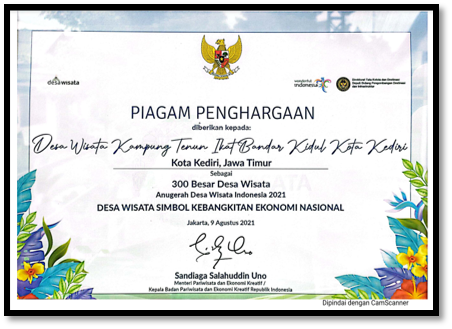 desawisata
wonderful
indonesia
PIAGAM PENGHARGAAN
diberikan kepada:
Desa Wisata Kampung Tenun Ikat Bandar Kidul Kota Kediri
Kota Kediri, Jawa Timur
Sebagai
300 Besar Desa Wisata
Anugerah Desa Wisata Indonesia 2021
DESA WISATA SIMBOL KEBANGKITAN EKONOMI NASIONAL
Jakarta, 9 Agustus 2021
Sandiaga Salahuddin Uno
Menteri Pariwisata dan Ekonomi Kreatif /
Kepala Badan Pariwisata dan Ekonomi Kreatif Republik Indonesia
Dipindai dengan CamScanner